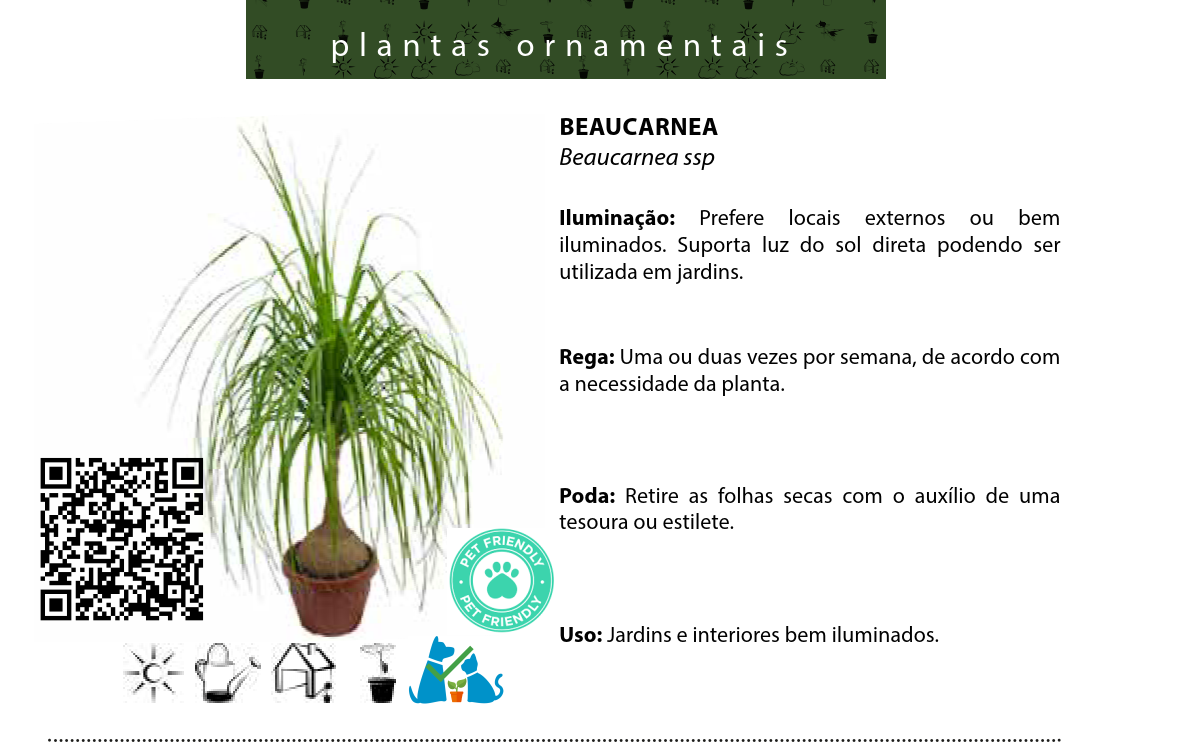 plantas ornamentais
BEAUCARNEA
Beaucarnea ssp
Iluminação: Prefere locais externos ou bem
iluminados. Suporta luz do sol direta podendo ser
utilizada em jardins.
Rega: Uma ou duas vezes por semana, de acordo com
a necessidade da planta.
Poda: Retire as folhas secas com o auxílio de uma
tesoura ou estilete.
PET FRIENDLY
PET FRIENDLY
Uso: Jardins e interiores bem iluminados.